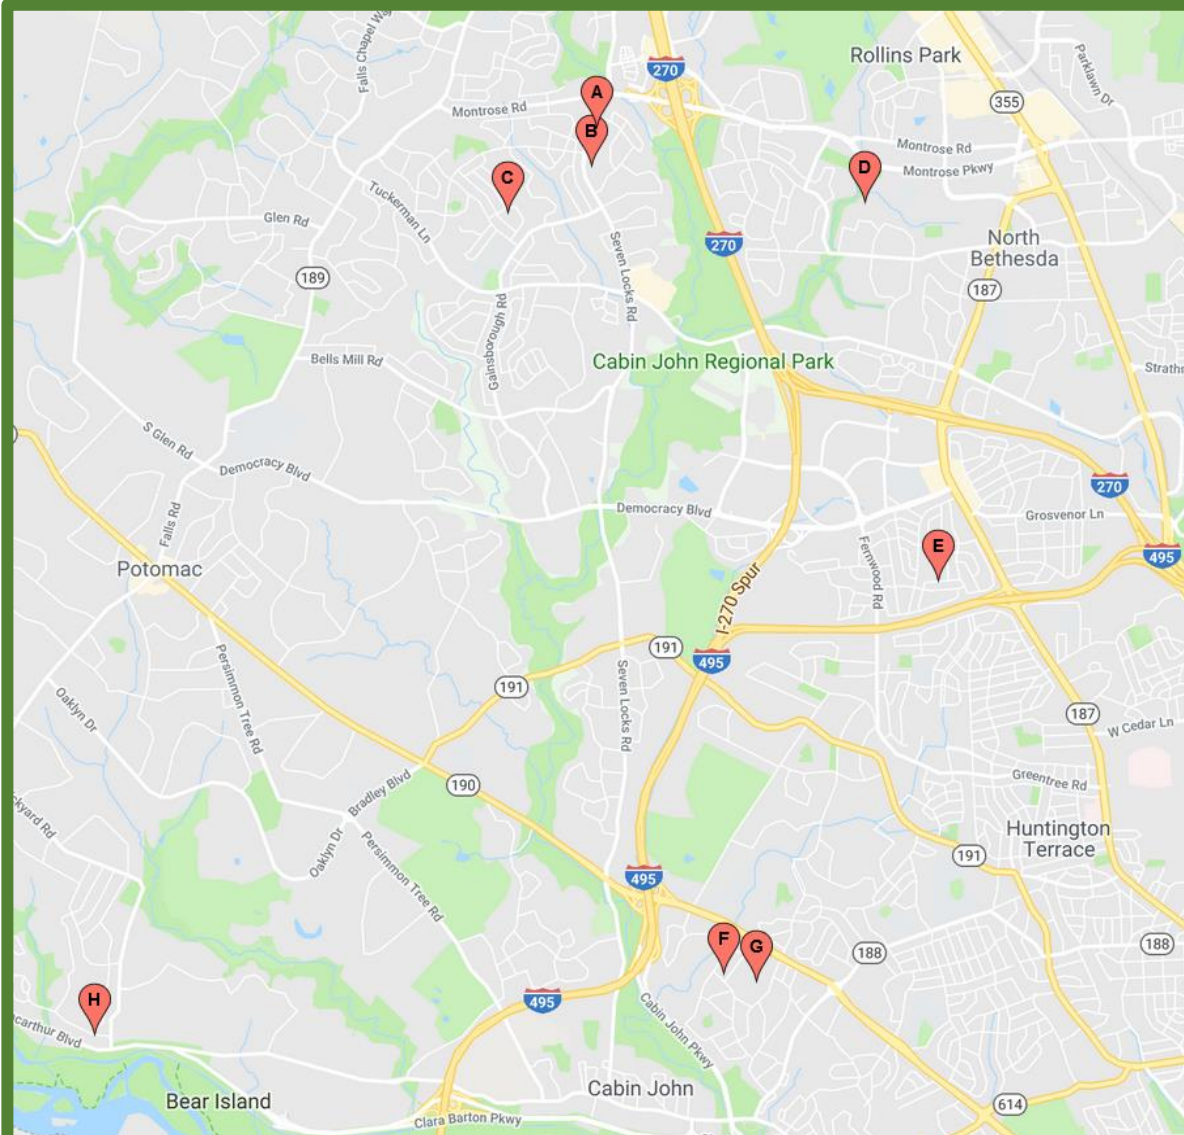 Falls Chapel Way
Rollins Park
270
355
Parklawn Dr
A
Montrose Rd
B
Montrose Rd
Montrose Pkwy
C
D
Tuckerman Ln
Glen Rd
Seven Locks Rd
270
North
Bethesda
189
187
Gainsborough Rd
Bells Mill Rd
Cabin John Regional Park
S Glen Rd
Democracy Blvd
270
Falls Rd
Democracy Blvd
Grosvenor Ln
E
Fernwood Rd
495
Potomac
I-270 Spur
191
495
Persimmon Tree Rd
Seven Locks Rd
191
Oaklyn Dr
187
W Cedar Ln
190
Bradley Blvd
Greentree Rd
Huntington
Terrace
Oaklyn Dr
Persimmon Tree Rd
191
495
F
G
188
188
H
495
Cabin John Pkwy
Cabin John
Bear Island
614
Clara Barton Pkwy